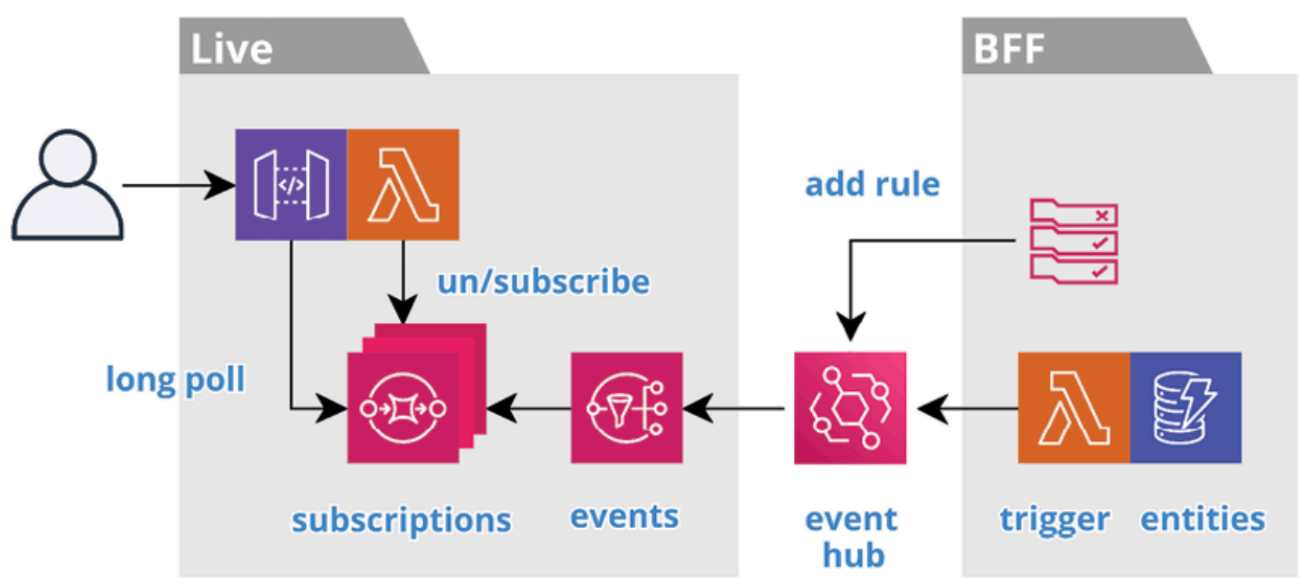 Live
BFF
add rule
un/subscribe
long poll
</>
subscriptions
events
event
hub
trigger
entities